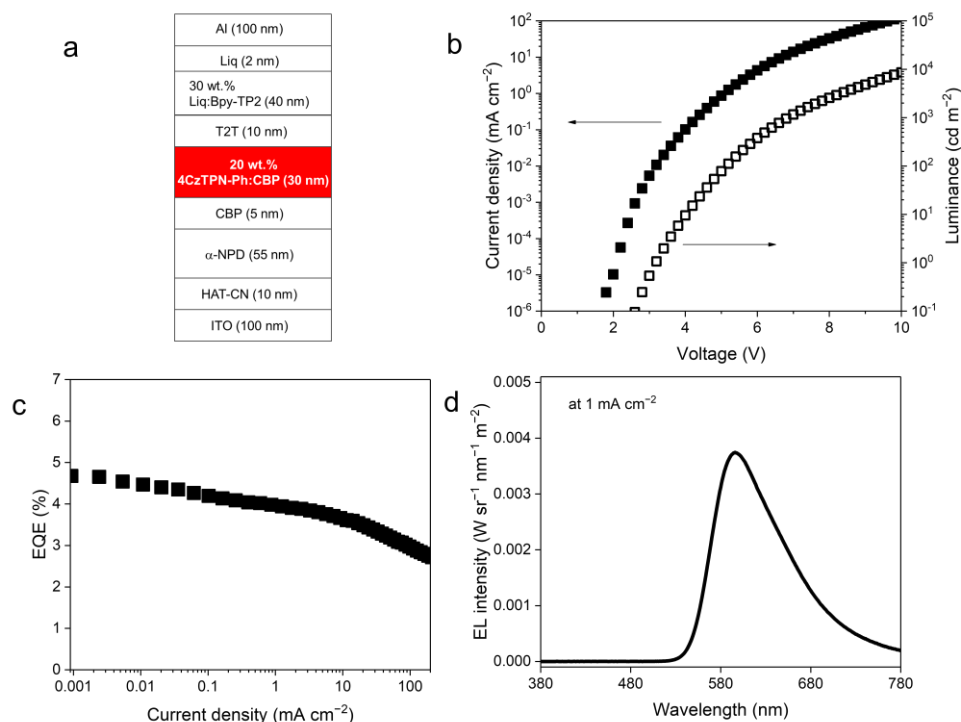 a
Al (100 nm)
Liq (2 nm)
30 wt.%
Liq:Bpy-TP2 (40 nm)
T2T (10 nm)
20 wt.%
4CzTPN-Ph:CBP (30 nm)
CBP (5 nm)
α-NPD (55 nm)
HAT-CN (10 nm)
ITO (100 nm)
b
Current density (mA cm⁻²)
10²
10¹
10⁰
10⁻¹
10⁻²
10⁻³
10⁻⁴
10⁻⁵
10⁻⁶
10⁵
10⁴
10³
10²
10¹
10⁰
10⁻¹
Luminance (cd m⁻²)
0 2 4 6 8 10
Voltage (V)
c
EQE (%)
7
6
5
4
3
2
1
0
0.001 0.01 0.1 1 10 100
Current density (mA cm⁻²)
d
at 1 mA cm⁻²
EL intensity (W sr⁻¹ nm⁻¹ m⁻²)
0.005
0.004
0.003
0.002
0.001
0.000
380 480 580 680 780
Wavelength (nm)